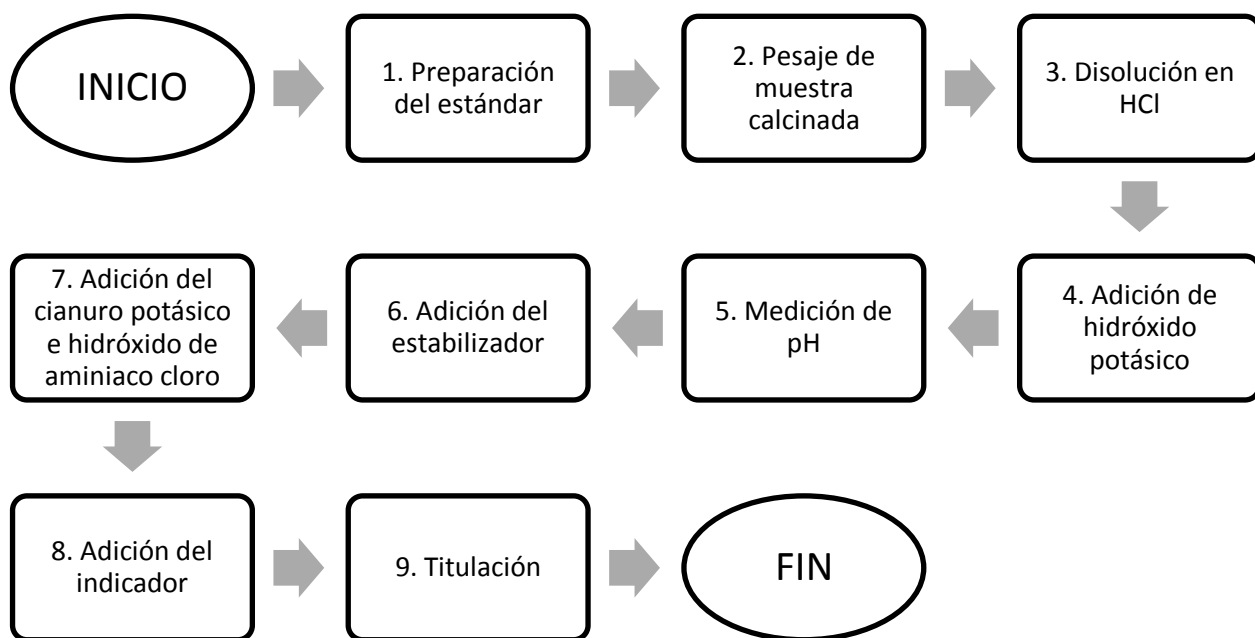 INICIO
1. Preparación
del estándar
2. Pesaje de
muestra
calcinada
3. Disolución en
HCl
4. Adición de
hidróxido
potásico
5. Medición de
pH
6. Adición del
estabilizador
7. Adición del
cianuro potásico
e hidróxido de
aminiaco cloro
8. Adición del
indicador
9. Titulación
FIN